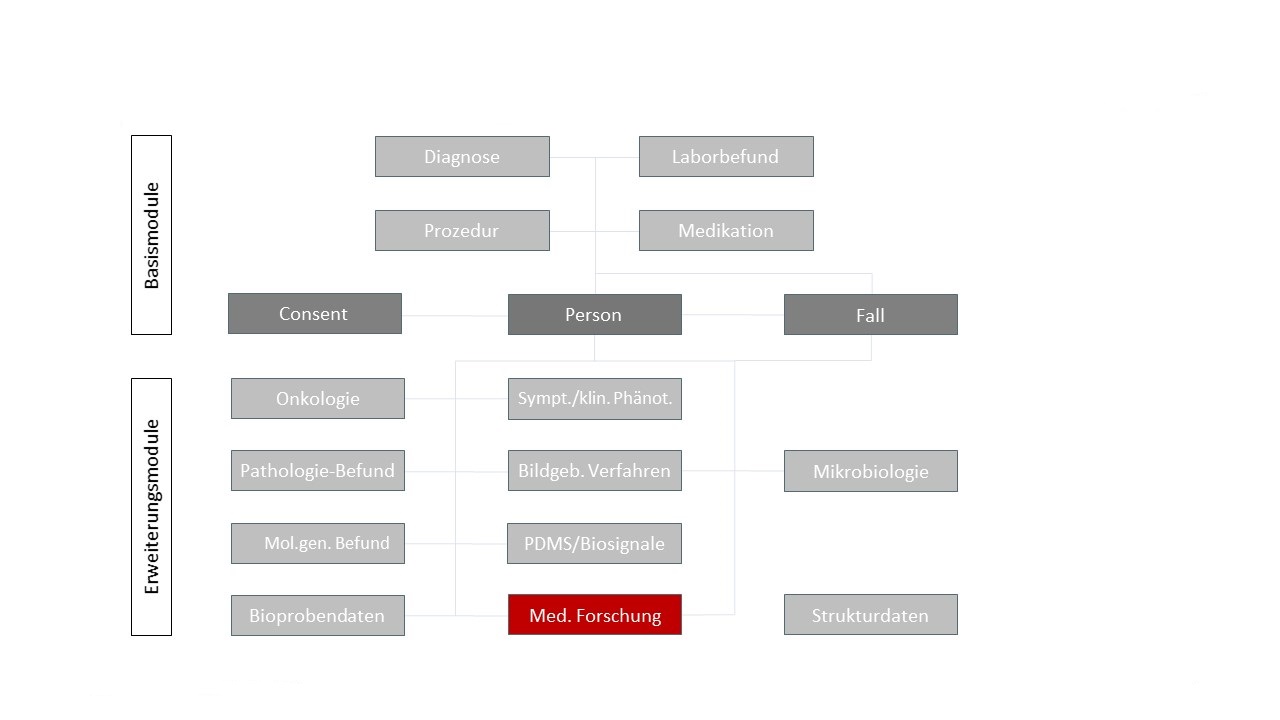 Basismodule
Diagnose
Laborbefund
Prozedur
Medikation
Consent
Person
Fall
Erweiterungsmodule
Onkologie
Sympt./klin. Phänot.
Pathologie-Befund
Bildgeb. Verfahren
Mikrobiologie
Mol.gen. Befund
PDMS/Biosignale
Bioprobendaten
Med. Forschung
Strukturdaten